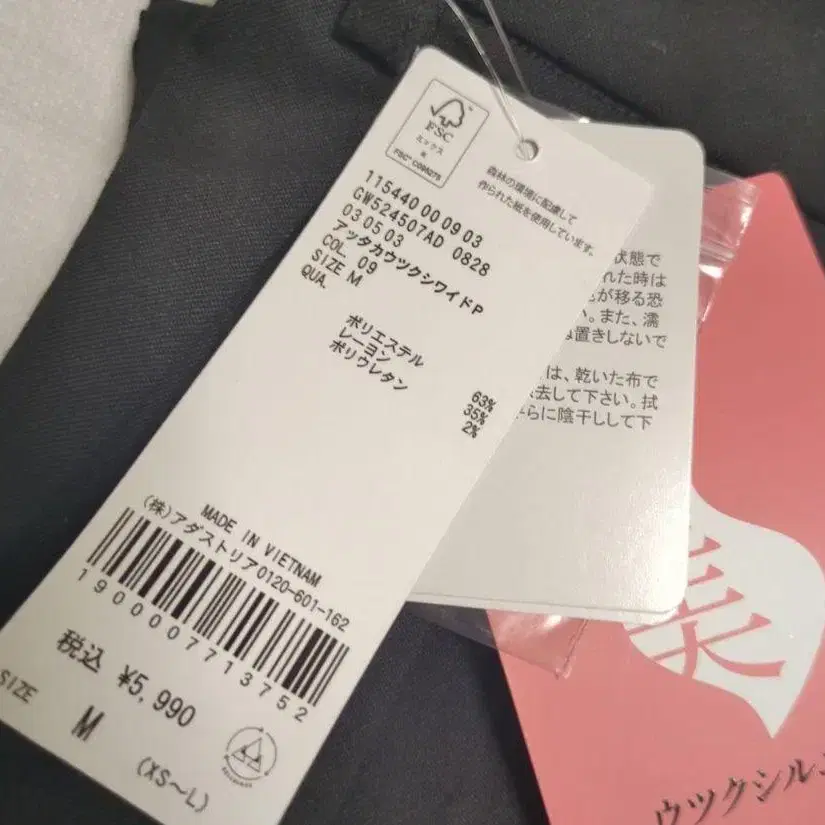 FSC
ミックス
紙
FSC® C095275
森林の環境に配慮して
作られた紙を使用しています。
115440 000 9 03
GW524507AD 0828
03 05 03
アッタカウツクシワイドP
COL. 09
SIZE M
QUA.
ポリエステル 63%
レーヨン 35%
ポリウレタン 2%
MADE IN VIETNAM
(株)アダストリア0120-601-162
1900007713752
税込 ¥5,990
SIZE
M
(XS〜L)
状態で
れた時は
が移る恐
。また、濡
置きしないで
は、乾いた布で
去して下さい。拭
らに陰干しして下
美
ウツクシル